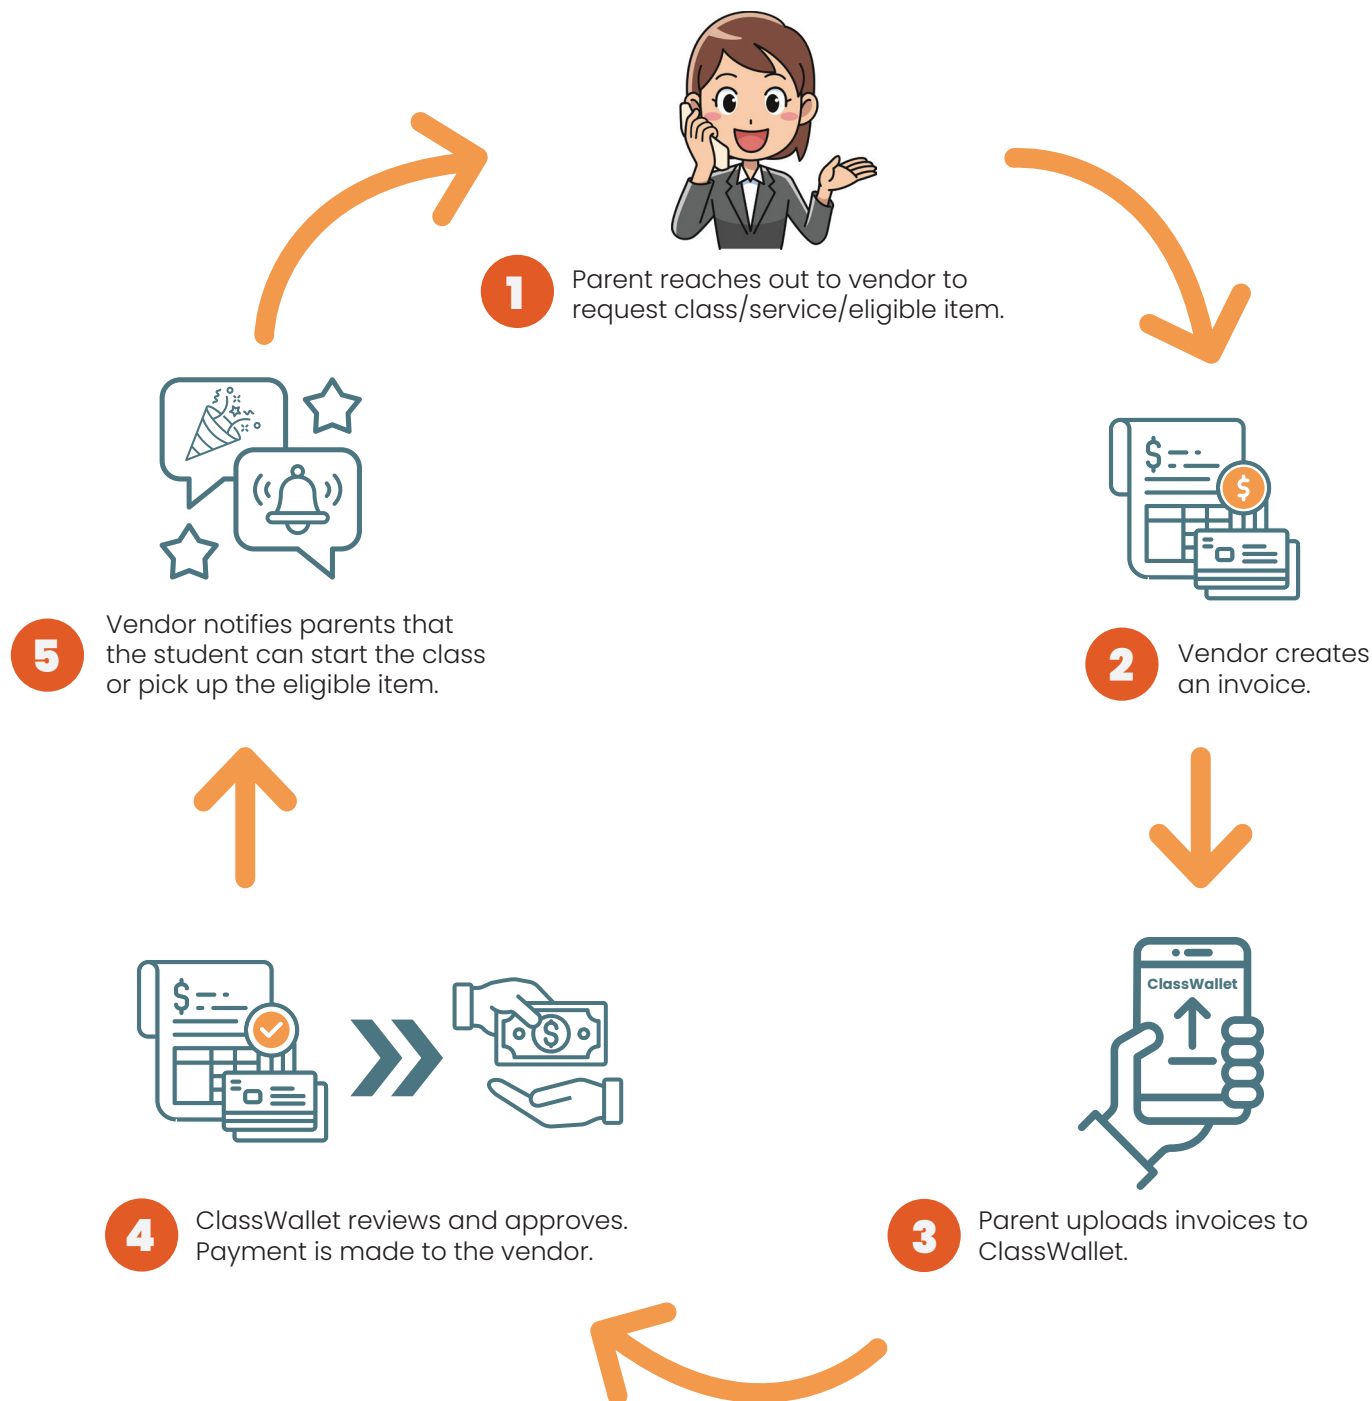 1
Parent reaches out to vendor to
request class/service/eligible item.
$
$
2
Vendor creates
an invoice.
ClassWallet
3
Parent uploads invoices to
ClassWallet.
$
$
4
ClassWallet reviews and approves.
Payment is made to the vendor.
5
Vendor notifies parents that
the student can start the class
or pick up the eligible item.